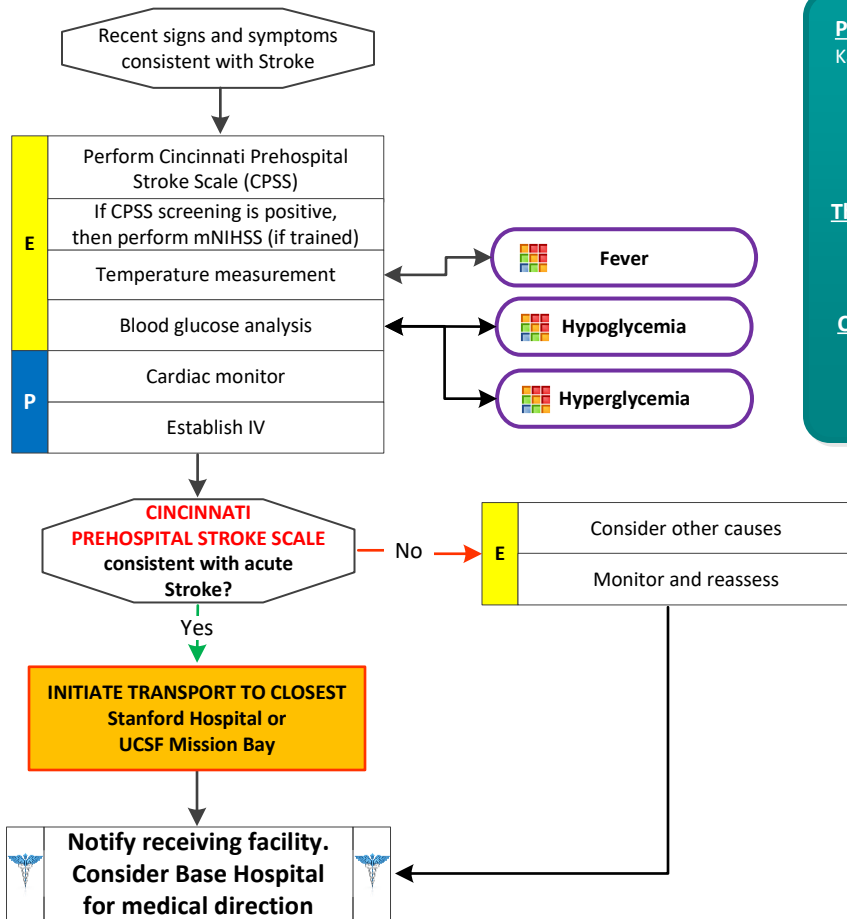 Recent signs and symptoms
consistent with Stroke
E
Perform Cincinnati Prehospital
Stroke Scale (CPSS)
If CPSS screening is positive,
then perform mNIHSS (if trained)
Temperature measurement
Blood glucose analysis
P
Cardiac monitor
Establish IV
Fever
Hypoglycemia
Hyperglycemia
CINCINNATI
PREHOSPITAL STROKE SCALE
consistent with acute
Stroke?
No
E
Consider other causes
Monitor and reassess
Yes
INITIATE TRANSPORT TO CLOSEST
Stanford Hospital or
UCSF Mission Bay
Notify receiving facility.
Consider Base Hospital
for medical direction